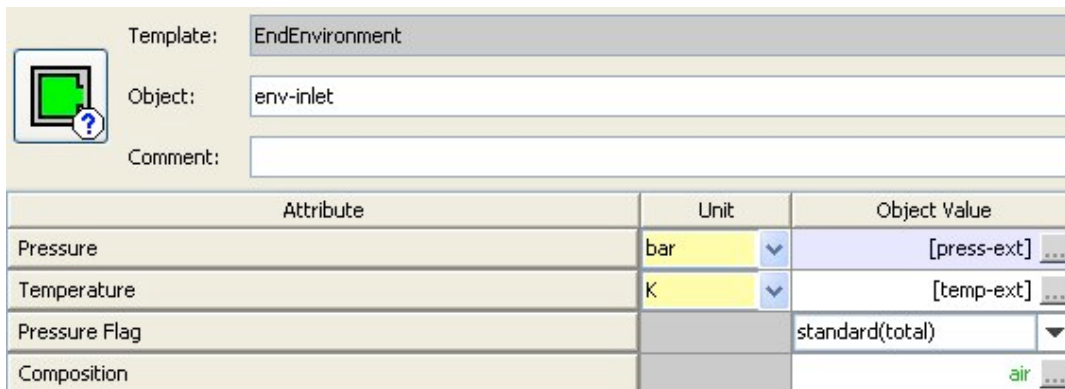 Template: EndEnvironment
Object: env-inlet
Comment:
Attribute Unit Object Value
Pressure bar [press-ext] ...
Temperature K [temp-ext] ...
Pressure Flag standard(total)
Composition air ...
?